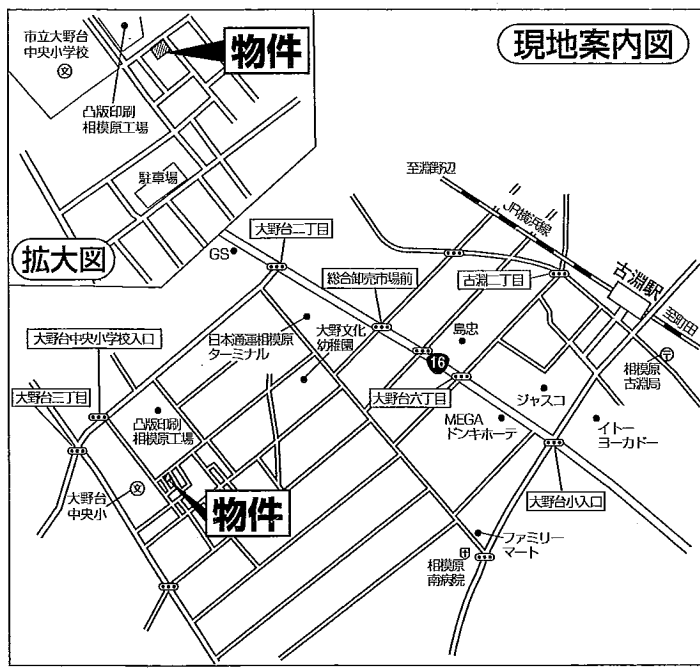 市立大野台
中央小学校
文
凸版印刷
相模原工場
物件
駐車場
拡大図
現地案内図
至淵野辺
JR横浜線
古淵駅
至町田
古淵二丁目
〒
相模原
古淵局
大野台二丁目
GS
総合卸売市場前
島忠
16
大野台六丁目
ジャスコ
MEGA
ドンキホーテ
イトー
ヨーカドー
大野台小入口
日本通運相模原
ターミナル
大野文化
幼稚園
大野台中央小学校入口
大野台三丁目
凸版印刷
相模原工場
文
大野台
中央小
物件
ファミリー
マート
相模原
南病院